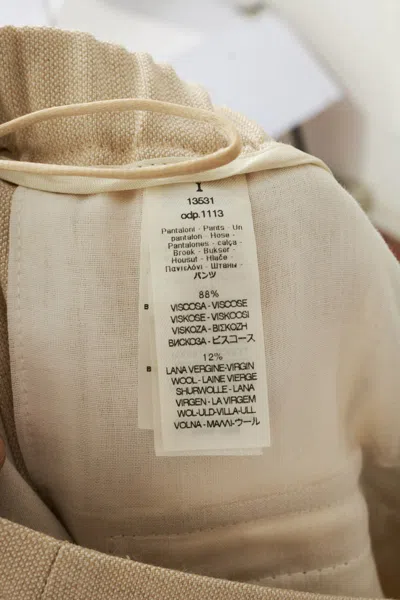 I
13531
odp.1113
Pantaloni - Pants - Un
pantalon - Hose -
Pantalones - calça -
Broek - Bukser -
Housut - Hlače -
Παντελόνι - Штаны -
パンツ
88%
VISCOSA - VISCOSE
VISKOSE - VISKOOSI
VISKOZA - ΒΙΣΚΟΖΗ
ВИСКОЗА - ビスコース
12%
LANA VERGINE-VIRGIN
WOOL - LAINE VIERGE
SHURWOLLE - LANA
VIRGEN - LA VIRGEM
WOL-ULD-VILLA-ULL
VOLNA - ΜΑΛΛΙ-ウール
8
8